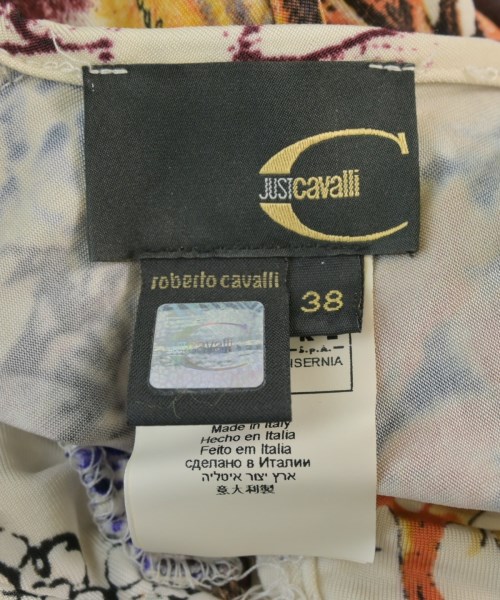 JUST cavalli
roberto cavalli
38
s.p.a.
ISERNIA
Made in Italy
Hecho en Italia
Feito em Italia
сделано в Италии
ארץ יצור איטליה
意大利製